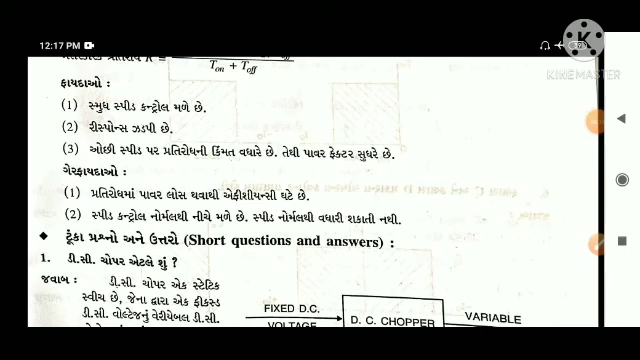 12:17 PM
KINEMASTER
T_on + T_off
ફાયદાઓ :
(1) સ્મુધ સ્પીડ કન્ટ્રોલ મળે છે.
(2) રીસ્પોન્સ ઝડપી છે.
(3) ઓછી સ્પીડ પર પ્રતિરોધની કિંમત વધારે છે. તેથી પાવર ફેક્ટર સુધરે છે.
ગેરફાયદાઓ :
(1) પ્રતિરોધમાં પાવર લોસ થવાથી એફીશીયન્સી ઘટે છે.
(2) સ્પીડ કન્ટ્રોલ નોર્મલથી નીચે મળે છે. સ્પીડ નોર્મલથી વધારી શકાતી નથી.
◆ ટૂંકા પ્રશ્નો અને ઉત્તરો (Short questions and answers) :
1. ડી.સી. ચોપર એટલે શું ?
જવાબ : ડી.સી. ચોપર એક સ્ટેટિક
સ્વીચ છે, જેના દ્વારા એક ફીક્સ્ડ
ડી.સી. વોલ્ટેજનું વેરીયેબલ ડી.સી.
FIXED D.C.
VOLTAGE
D. C. CHOPPER
VARIABLE